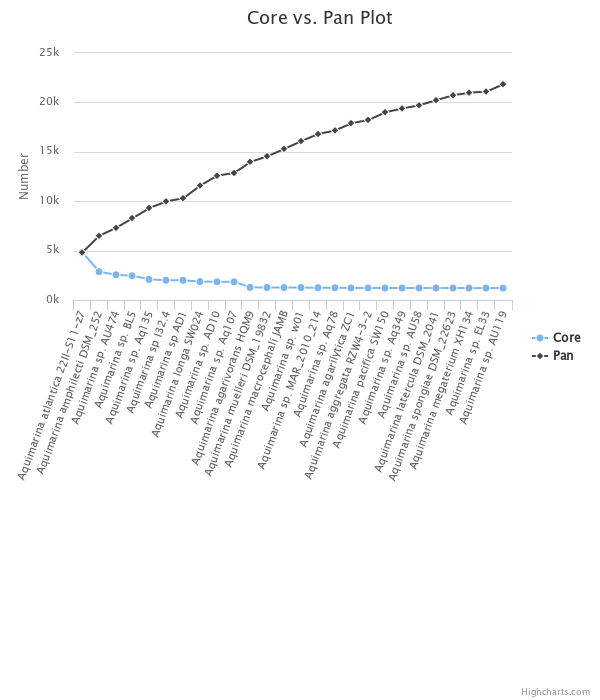 Core vs. Pan Plot
25k
20k
15k
10k
5k
0k
Number
Aquimarina atlantica 22II-S11-z7
Aquimarina amphilecti DSM_252
Aquimarina sp. AU474
Aquimarina sp. BL5
Aquimarina sp. Aq135
Aquimarina sp I32.4
Aquimarina sp AD1
Aquimarina longa SW024
Aquimarina sp. AD10
Aquimarina sp. Aq107
Aquimarina agarivorans HQM9
Aquimarina muelleri DSM_19832
Aquimarina macrocephali JAMB
Aquimarina sp. w01
Aquimarina sp. MAR_2010_214
Aquimarina sp. Aq78
Aquimarina agarilytica ZC1
Aquimarina aggregata RZW4-3-2
Aquimarina pacifica SW150
Aquimarina sp. Aq349
Aquimarina sp. AU58
Aquimarina latercula DSM_2041
Aquimarina spongiae DSM_22623
Aquimarina megaterium XH134
Aquimarina sp. EL33
Aquimarina sp. AU119
Core
Pan
Highcharts.com